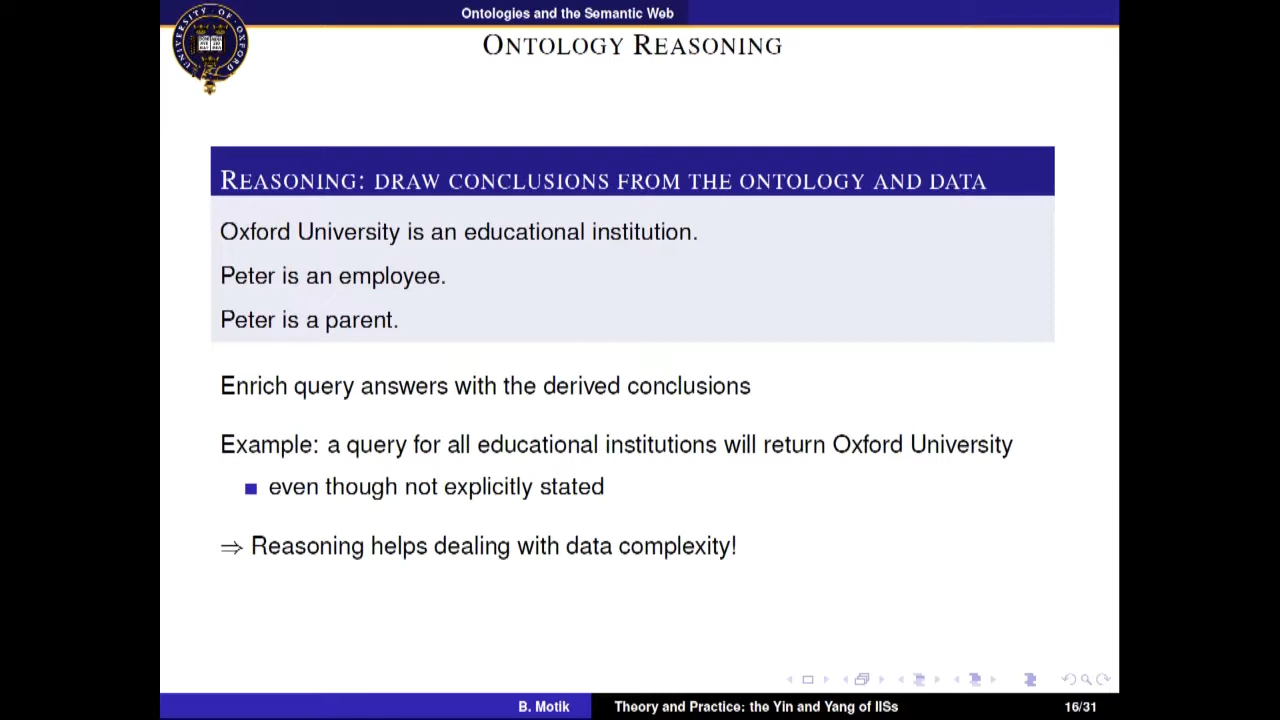 Ontologies and the Semantic Web
UNIVERSITY OF OXFORD
ONTOLOGY REASONING
REASONING: DRAW CONCLUSIONS FROM THE ONTOLOGY AND DATA
Oxford University is an educational institution.
Peter is an employee.
Peter is a parent.
Enrich query answers with the derived conclusions
Example: a query for all educational institutions will return Oxford University
even though not explicitly stated
⇒ Reasoning helps dealing with data complexity!
B. Motik
Theory and Practice: the Yin and Yang of IISs
16/31